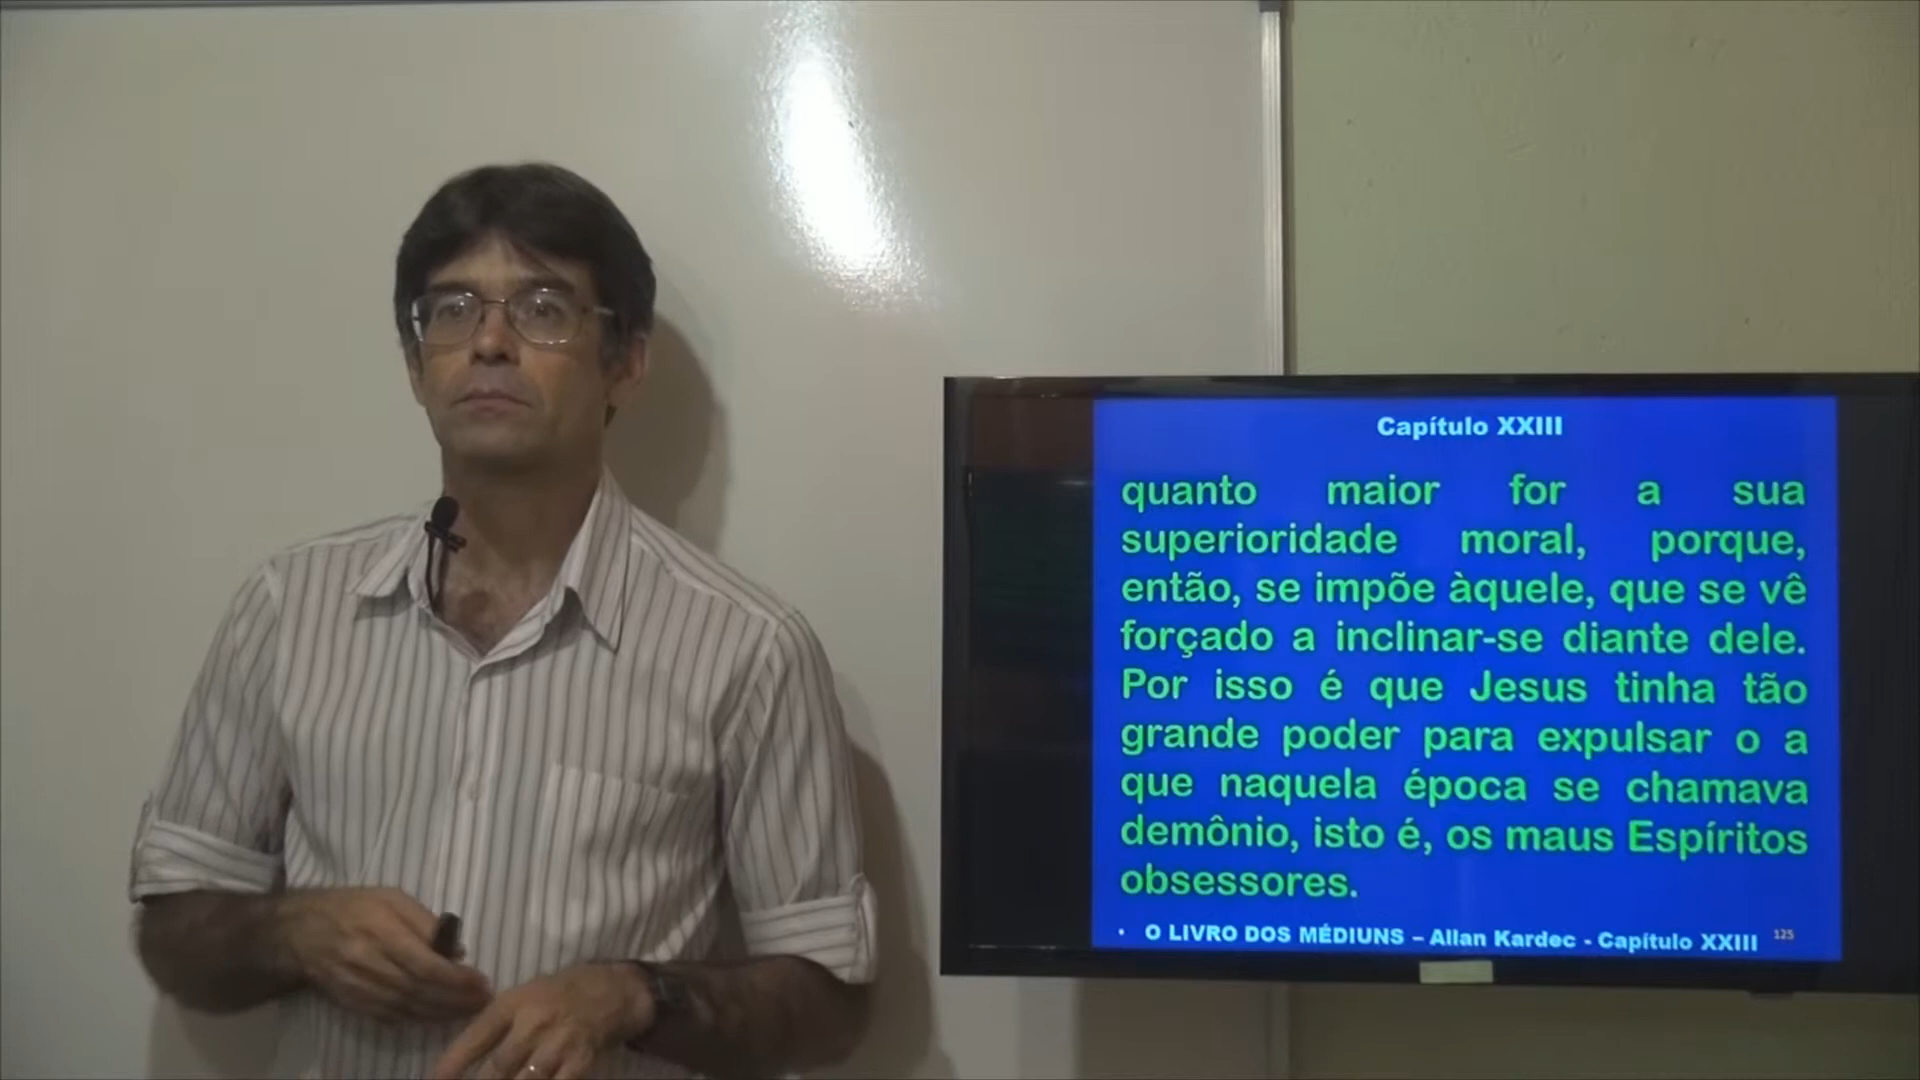 Capítulo XXIII
quanto maior for a sua
superioridade moral, porque,
então, se impõe àquele, que se vê
forçado a inclinar-se diante dele.
Por isso é que Jesus tinha tão
grande poder para expulsar o a
que naquela época se chamava
demônio, isto é, os maus Espíritos
obsessores.
• O LIVRO DOS MÉDIUNS – Allan Kardec - Capítulo XXIII 125